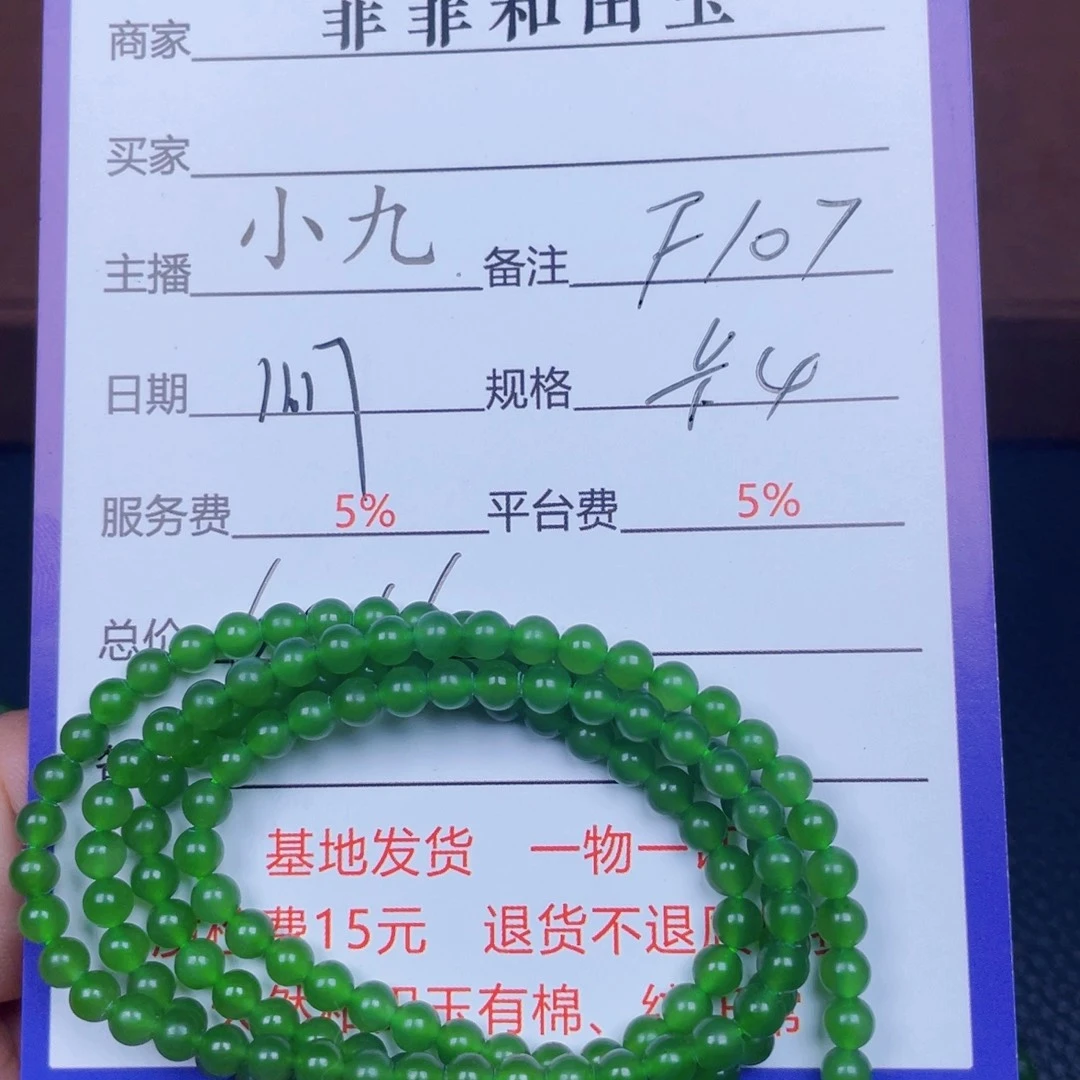 商家 菲菲和田玉
买家
主播 小九 备注 F107
日期 规格
服务费 5% 平台费 5%
总价
基地发货 一物一
费15元 退货不退
玉有棉、